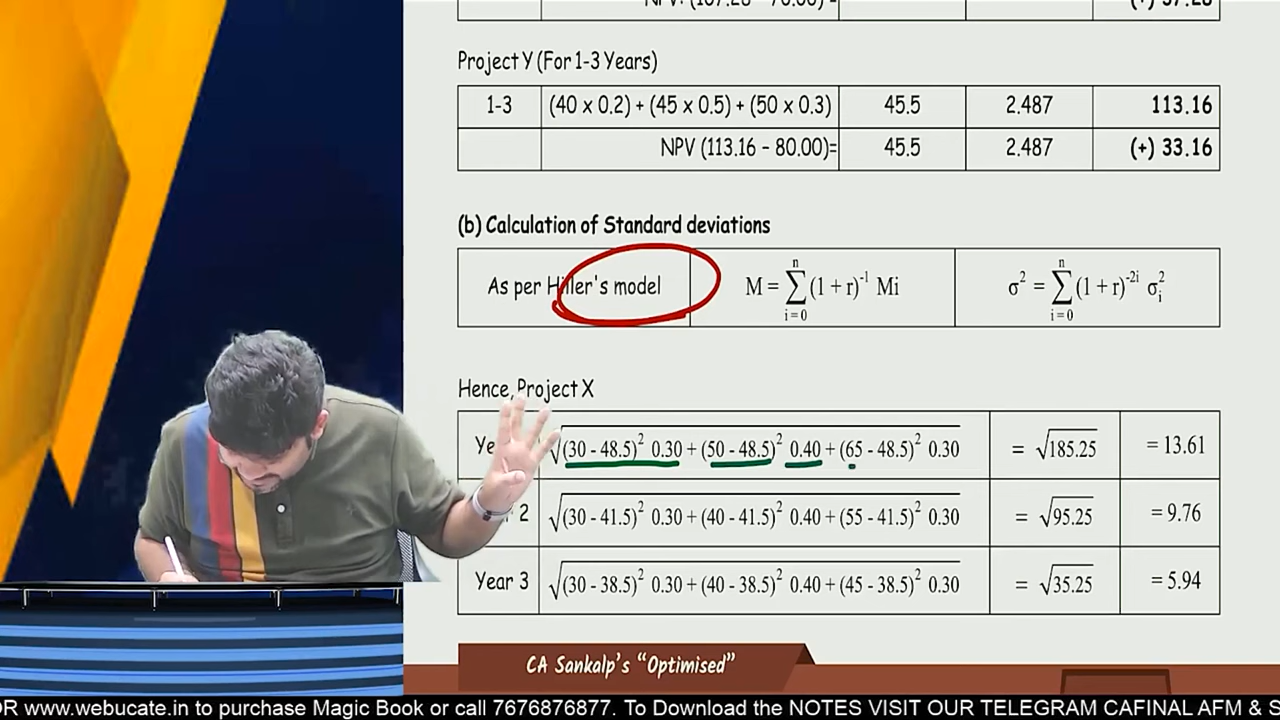 Project Y (For 1-3 Years)
1-3 (40 x 0.2) + (45 x 0.5) + (50 x 0.3) 45.5 2.487 113.16
NPV (113.16 – 80.00)= 45.5 2.487 (+) 33.16
(b) Calculation of Standard deviations
As per Hiller's model M = ∑ⁿᵢ₌₀ (1 + r)⁻¹ Mi σ² = ∑ⁿᵢ₌₀ (1 + r)⁻²ⁱ σᵢ²
Hence, Project X
√(30 - 48.5)² 0.30 + (50 - 48.5)² 0.40 + (65 - 48.5)² 0.30 = √185.25 = 13.61
2 √(30 - 41.5)² 0.30 + (40 - 41.5)² 0.40 + (55 - 41.5)² 0.30 = √95.25 = 9.76
Year 3 √(30 - 38.5)² 0.30 + (40 - 38.5)² 0.40 + (45 - 38.5)² 0.30 = √35.25 = 5.94
CA Sankalp's "Optimised"
OR www.webucate.in to purchase Magic Book or call 7676876877. To Download the NOTES VISIT OUR TELEGRAM CAFINAL AFM &